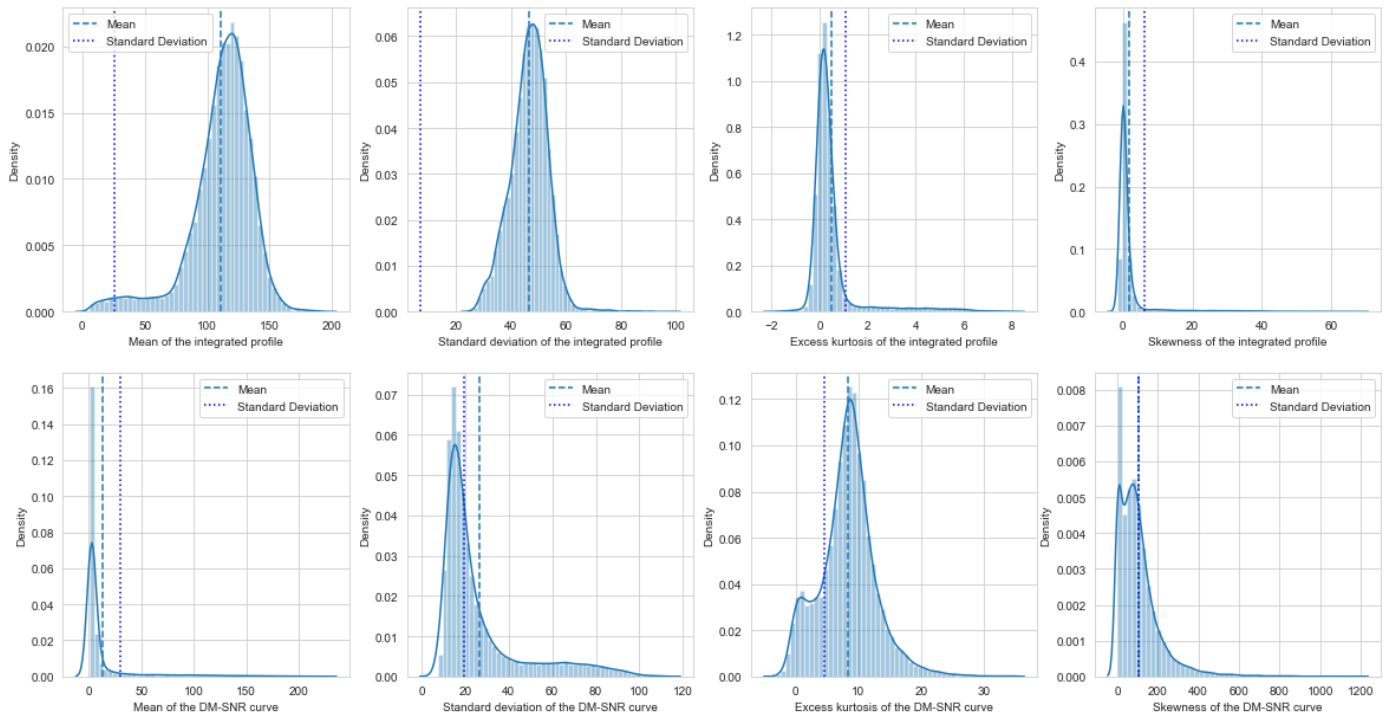 Mean
Standard Deviation
Density
0.020
0.015
0.010
0.005
0.000
0 50 100 150 200
Mean of the integrated profile
Mean
Standard Deviation
Density
0.06
0.05
0.04
0.03
0.02
0.01
0.00
20 40 60 80 100
Standard deviation of the integrated profile
Mean
Standard Deviation
Density
1.2
1.0
0.8
0.6
0.4
0.2
0.0
−2 0 2 4 6 8
Excess kurtosis of the integrated profile
Mean
Standard Deviation
Density
0.4
0.3
0.2
0.1
0.0
0 20 40 60
Skewness of the integrated profile
Mean
Standard Deviation
Density
0.16
0.14
0.12
0.10
0.08
0.06
0.04
0.02
0.00
0 50 100 150 200
Mean of the DM-SNR curve
Mean
Standard Deviation
Density
0.07
0.06
0.05
0.04
0.03
0.02
0.01
0.00
0 20 40 60 80 100 120
Standard deviation of the DM-SNR curve
Mean
Standard Deviation
Density
0.12
0.10
0.08
0.06
0.04
0.02
0.00
0 10 20 30
Excess kurtosis of the DM-SNR curve
Mean
Standard Deviation
Density
0.008
0.007
0.006
0.005
0.004
0.003
0.002
0.001
0.000
0 200 400 600 800 1000 1200
Skewness of the DM-SNR curve